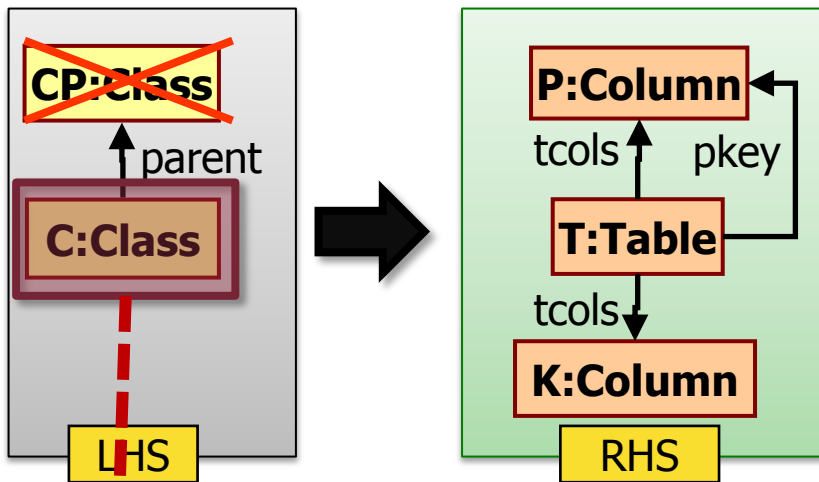 CP:Class
parent
C:Class
LHS
P:Column
tcols
pkey
T:Table
tcols
K:Column
RHS